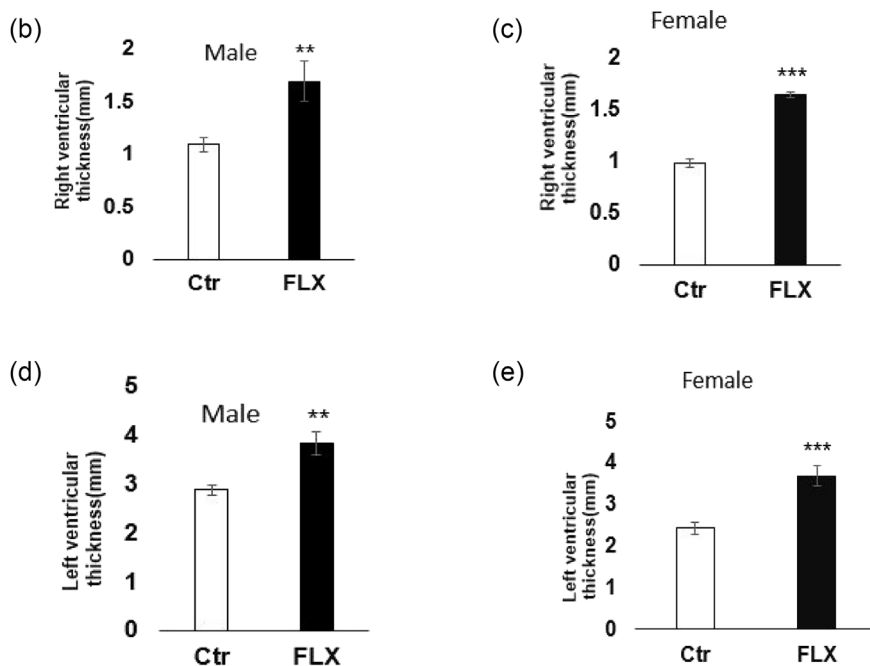 (b)
Male
**
Right ventricular
thickness(mm)
2
1.5
1
0.5
0
Ctr
FLX
(c)
Female
***
Right ventricular
thickness(mm)
2
1.5
1
0.5
0
Ctr
FLX
(d)
Male
**
Left ventricular
thickness(mm)
5
4
3
2
1
0
Ctr
FLX
(e)
Female
***
Left ventricular
thickness(mm)
5
4
3
2
1
0
Ctr
FLX